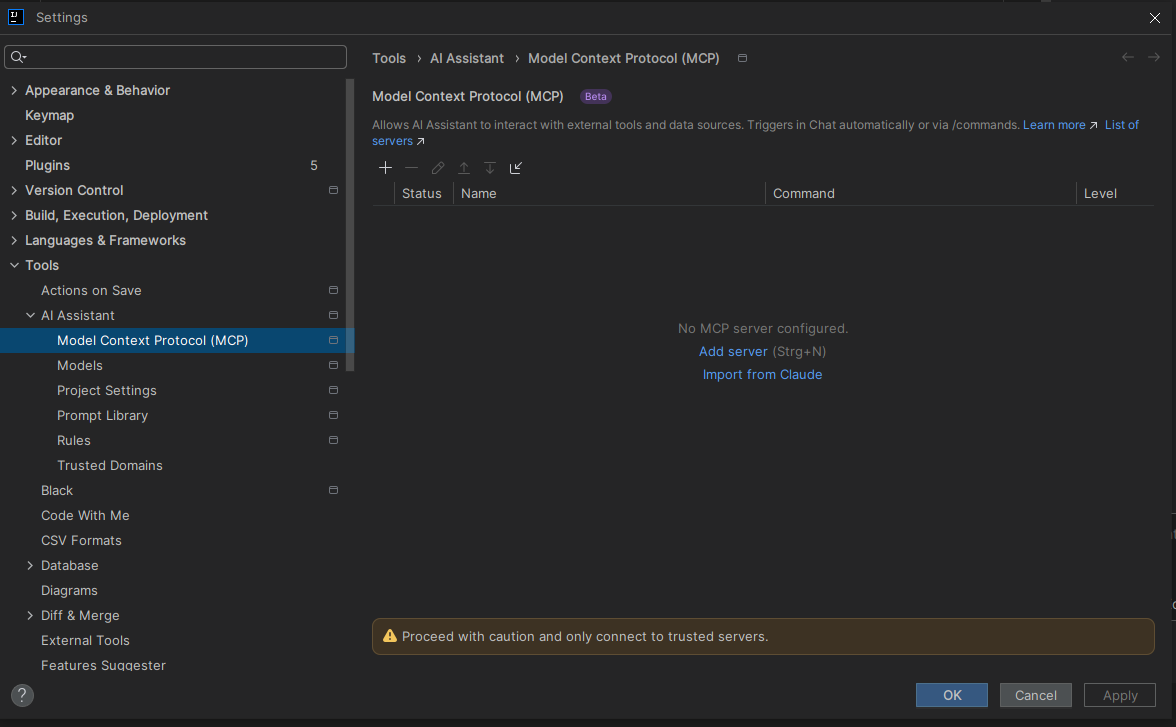 Settings
Tools › AI Assistant › Model Context Protocol (MCP)
Appearance & Behavior
Keymap
Editor
Plugins 5
Version Control
Build, Execution, Deployment
Languages & Frameworks
Tools
Actions on Save
AI Assistant
Model Context Protocol (MCP)
Models
Project Settings
Prompt Library
Rules
Trusted Domains
Black
Code With Me
CSV Formats
Database
Diagrams
Diff & Merge
External Tools
Features Suggester
Model Context Protocol (MCP) Beta
Allows AI Assistant to interact with external tools and data sources. Triggers in Chat automatically or via /commands. Learn more ↗ List of
servers ↗
Status Name Command Level
No MCP server configured.
Add server (Strg+N)
Import from Claude
Proceed with caution and only connect to trusted servers.
?
OK Cancel Apply